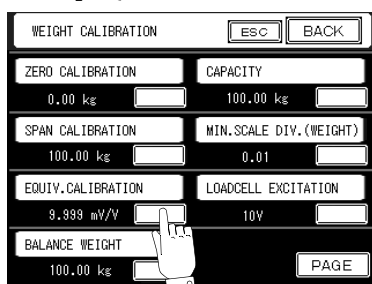 WEIGHT CALIBRATION ESC BACK
ZERO CALIBRATION CAPACITY
0.00 kg 100.00 kg
SPAN CALIBRATION MIN.SCALE DIV.(WEIGHT)
100.00 kg 0.01
EQUIV.CALIBRATION LOADCELL EXCITATION
9.999 mV/V 10V
BALANCE WEIGHT
100.00 kg PAGE